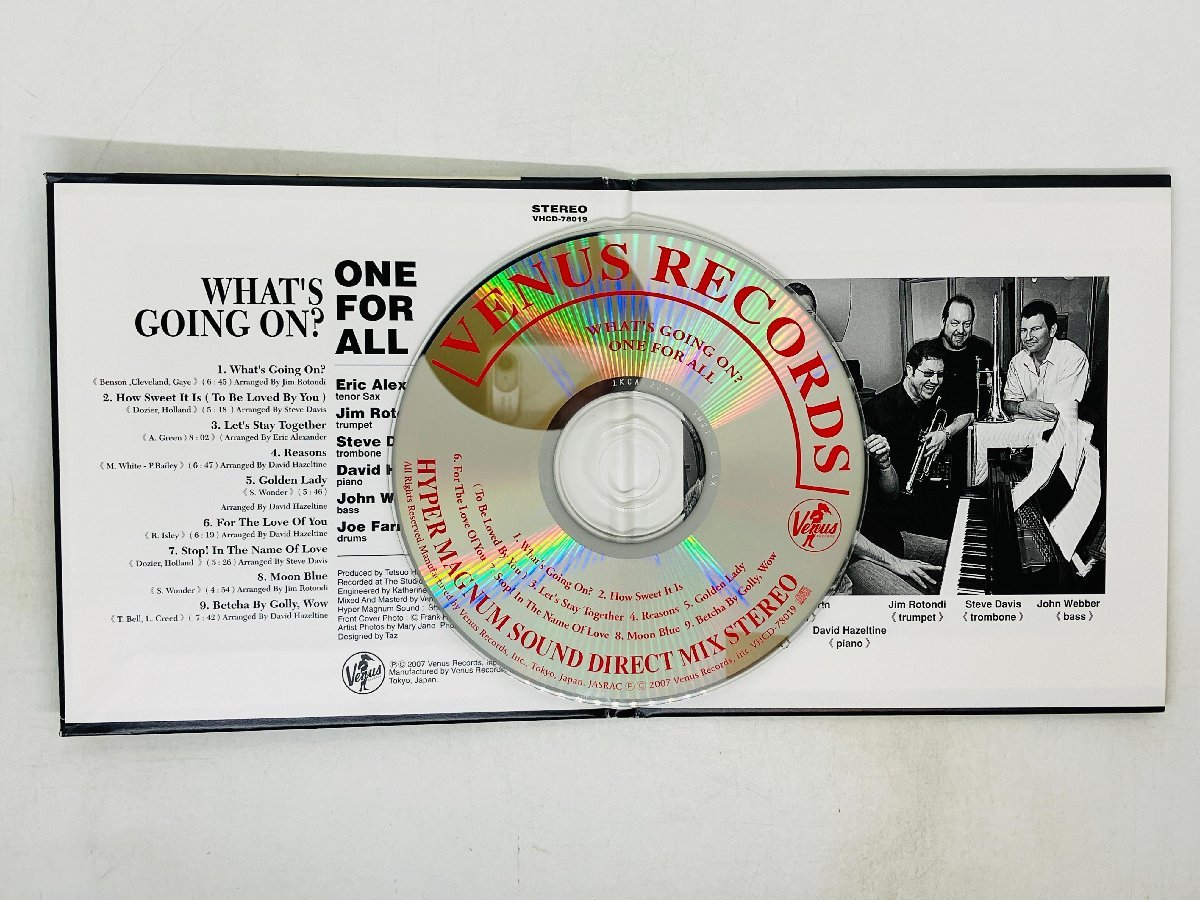 STEREO
VHCD-78019
WHAT'S
GOING ON?
1. What's Going On?
《 Benson ,Cleveland, Gaye 》 ( 6 : 45 ) Arranged By Jim Rotondi
2. How Sweet It Is ( To Be Loved By You )
《 Dozier, Holland 》 ( 5 : 18 ) Arranged By Steve Davis
3. Let's Stay Together
《 A. Green ) 8 : 02 》 ( Arranged By Eric Alexander
4. Reasons
《 M. White - P.Bailey 》 ( 6 : 47 ) Arranged By David Hazeltine
5. Golden Lady
《 S. Wonder 》 ( 5 : 46 )
Arranged By David Hazeltine
6. For The Love Of You
《 R. Isley 》 ( 6 : 19 ) Arranged By David Hazeltine
7. Stop! In The Name Of Love
《 Dozier, Holland 》 ( 5 : 26 ) Arranged By Steve Davis
8. Moon Blue
《 S. Wonder 》 ( 4 : 54 ) Arranged By Jim Rotondi
9. Betcha By Golly, Wow
《 T. Bell, L. Creed 》 ( 7 : 42 ) Arranged By David Hazeltine
ONE
FOR
ALL
Eric Alex
tenor Sax
Jim Roto
trumpet
Steve D
trombone
David H
piano
John W
bass
Joe Farn
drums
Produced by Tetsuo
Recorded at The Studio
Engineered by Katherine
Mixed And Masterd by Ven
Hyper Magnum Sound :
Front Cover Photo : © Frank
Artist Photos by Mary Jane
Designed by Taz
Venus
℗© 2007 Venus Records, Inc.
Manufactured by Venus Records,
Tokyo, Japan.
VENUS RECORDS
WHAT'S GOING ON?
ONE FOR ALL
Venus
RECORDS
1. What's Going On? 2. How Sweet It Is
( To Be Loved By You ) 3. Let's Stay Together 4. Reasons 5. Golden Lady
6. For The Love Of You 7. Stop! In The Name Of Love 8. Moon Blue 9. Betcha By Golly, Wow
HYPER MAGNUM SOUND DIRECT MIX STEREO
All Rights Reserved Manufactured by Venus Records, Inc., Tokyo, Japan. JASRAC ℗ © 2007 Venus Records, inc VHCD-78019
Jim Rotondi
《 trumpet 》
Steve Davis
《 trombone 》
John Webber
《 bass 》
David Hazeltine
《 piano 》